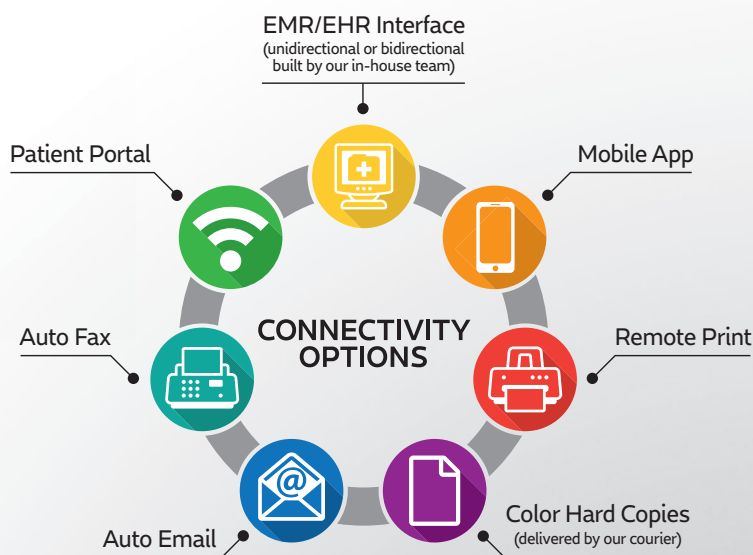 EMR/EHR Interface
(unidirectional or bidirectional
built by our in-house team)
Patient Portal
Mobile App
CONNECTIVITY
OPTIONS
Auto Fax
Remote Print
@
Auto Email
Color Hard Copies
(delivered by our courier)